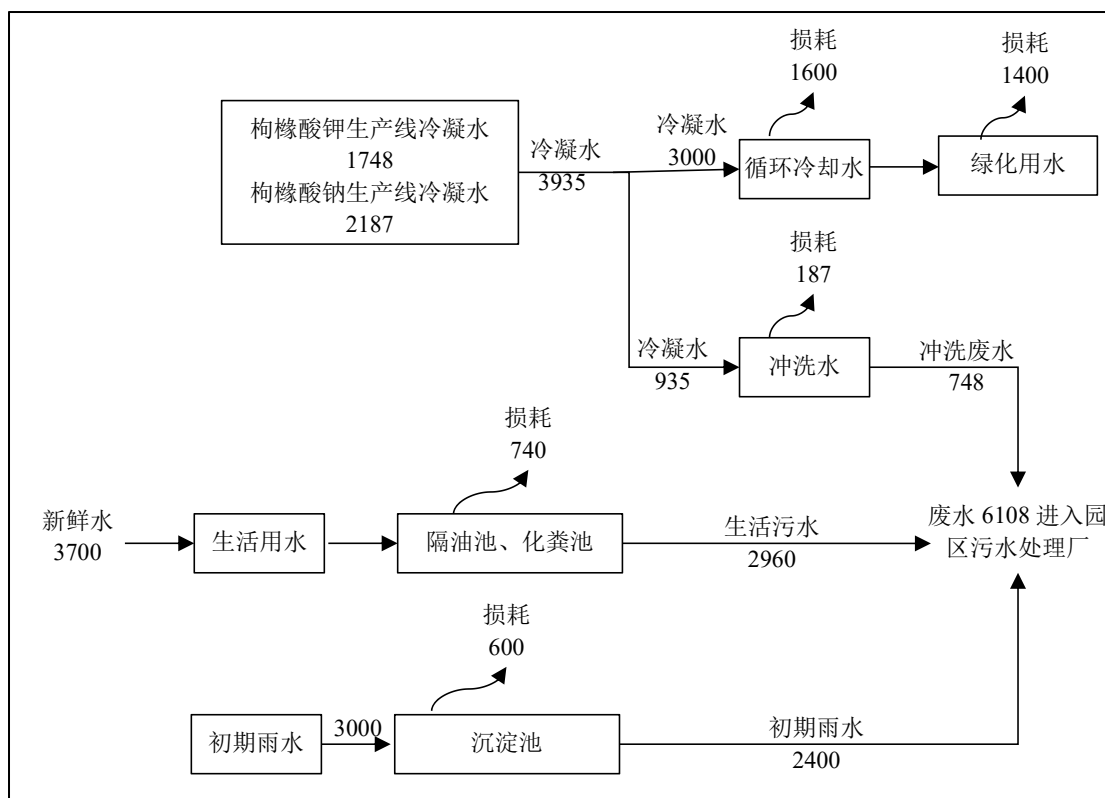 损耗
1600
损耗
1400
枸橼酸钾生产线冷凝水
1748
枸橼酸钠生产线冷凝水
2187
冷凝水
3935
冷凝水
3000
循环冷却水
绿化用水
损耗
187
冷凝水
935
冲洗水
冲洗废水
748
损耗
740
新鲜水
3700
生活用水
隔油池、化粪池
生活污水
2960
废水 6108 进入园
区污水处理厂
损耗
600
初期雨水
3000
沉淀池
初期雨水
2400